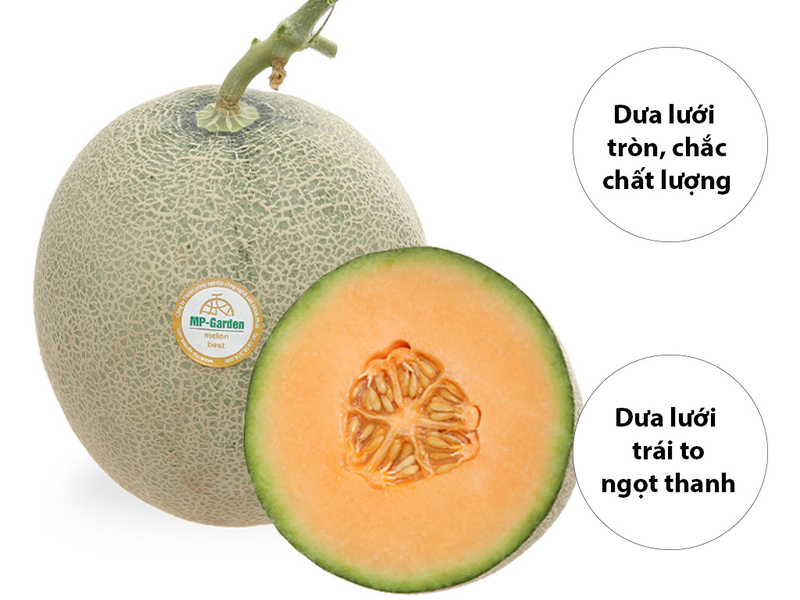 Dưa lưới
tròn, chắc
chất lượng
MP-Garden
melon
best
Dưa lưới
trái to
ngọt thanh